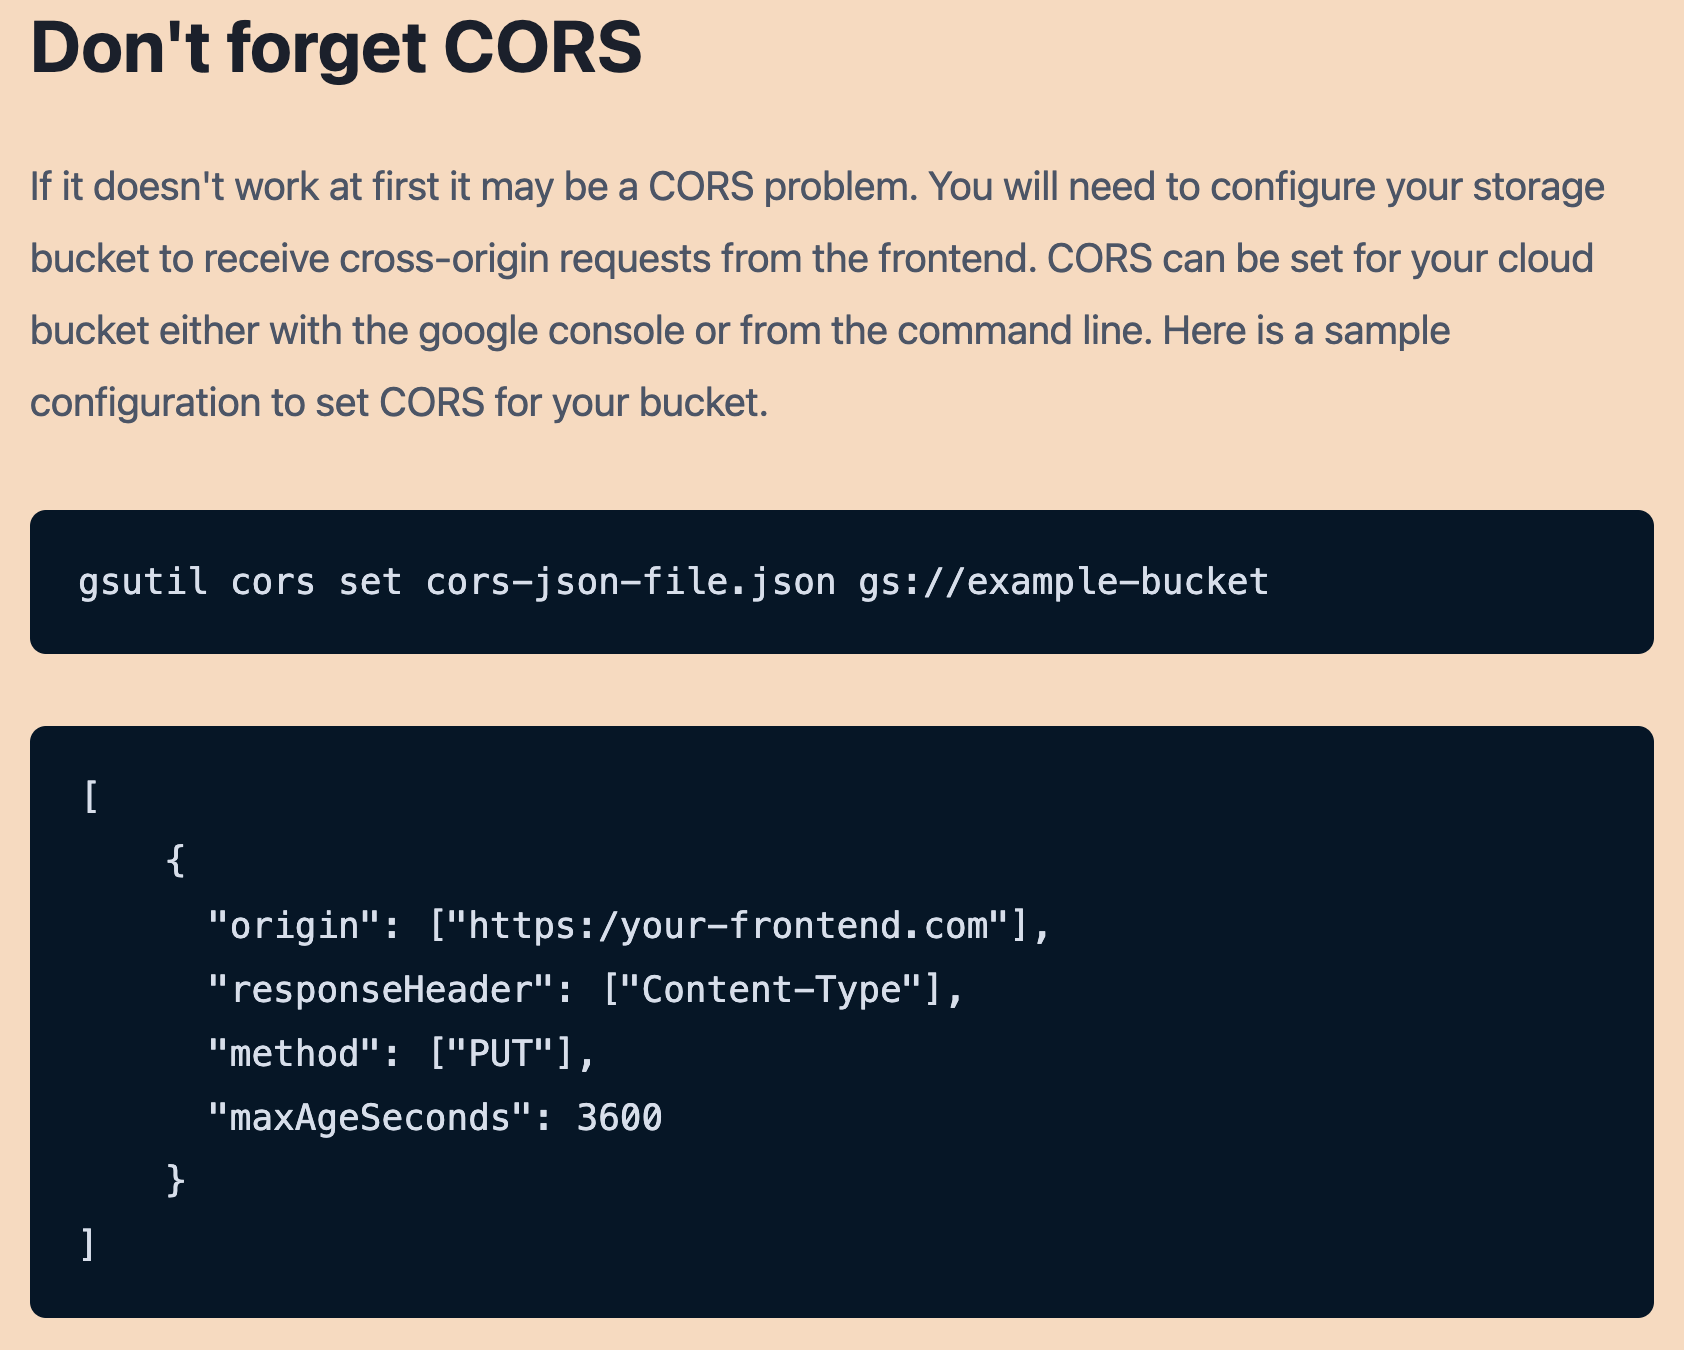 Don't forget CORS
If it doesn't work at first it may be a CORS problem. You will need to configure your storage
bucket to receive cross-origin requests from the frontend. CORS can be set for your cloud
bucket either with the google console or from the command line. Here is a sample
configuration to set CORS for your bucket.
gsutil cors set cors-json-file.json gs://example-bucket
[
    {
      "origin": ["https:/your-frontend.com"],
      "responseHeader": ["Content-Type"],
      "method": ["PUT"],
      "maxAgeSeconds": 3600
    }
]